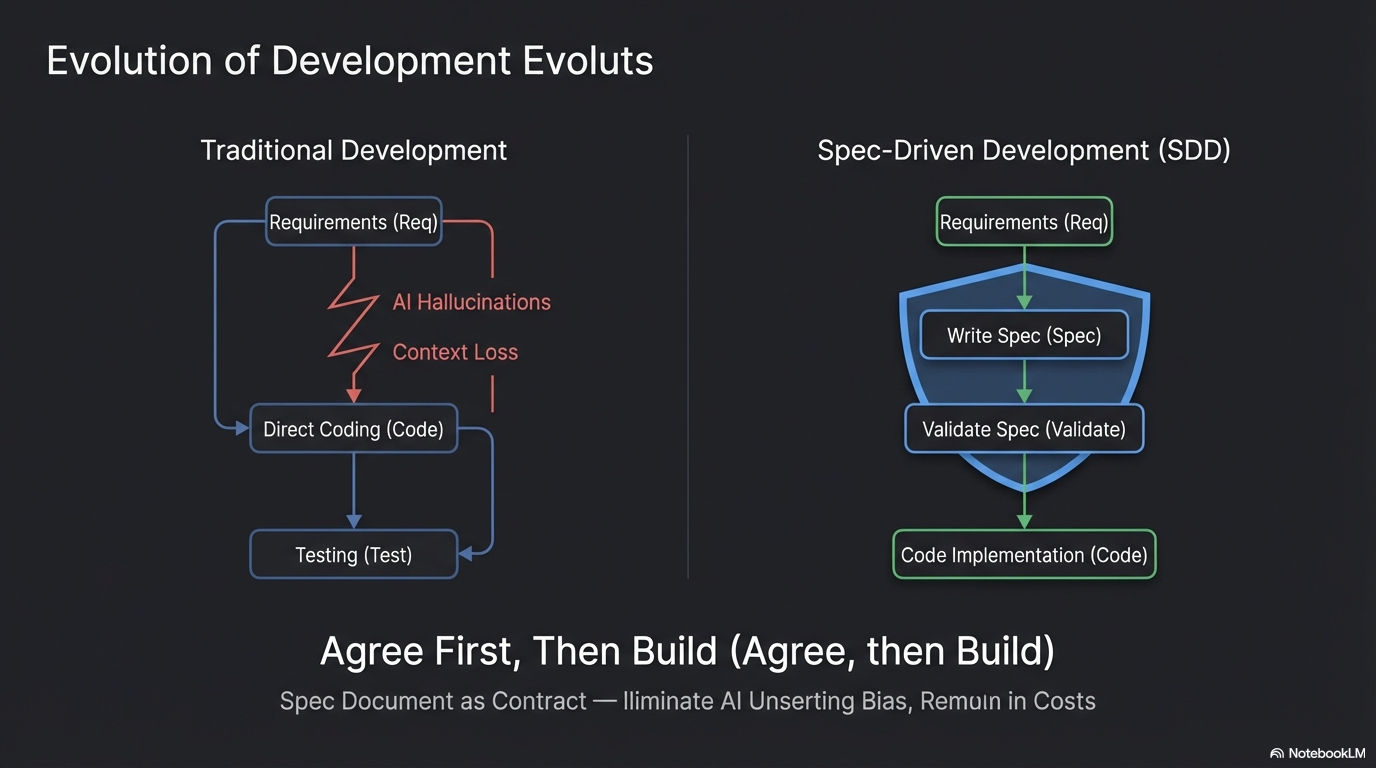 Evolution of Development Evoluts
Traditional Development
Requirements (Req)
AI Hallucinations
Context Loss
Direct Coding (Code)
Testing (Test)
Spec-Driven Development (SDD)
Requirements (Req)
Write Spec (Spec)
Validate Spec (Validate)
Code Implementation (Code)
Agree First, Then Build (Agree, then Build)
Spec Document as Contract — lliminate AI Unserting Bias, in Costs
NotebookLM